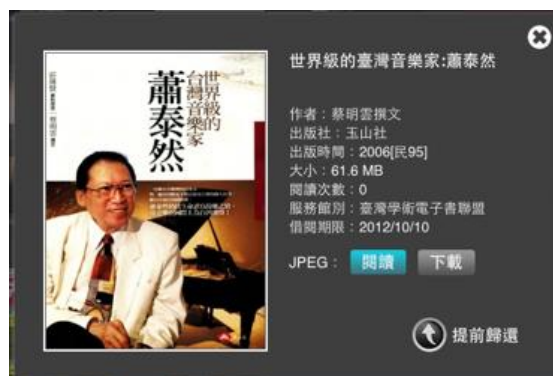 世界級的
台灣音樂家
蕭泰然
世界級的臺灣音樂家:蕭泰然
作者：蔡明雲撰文
出版社：玉山社
出版時間：2006[民95]
大小：61.6 MB
閱讀次數：0
服務館別：臺灣學術電子書聯盟
借閱期限：2012/10/10
JPEG：
閱讀
下載
提前歸還